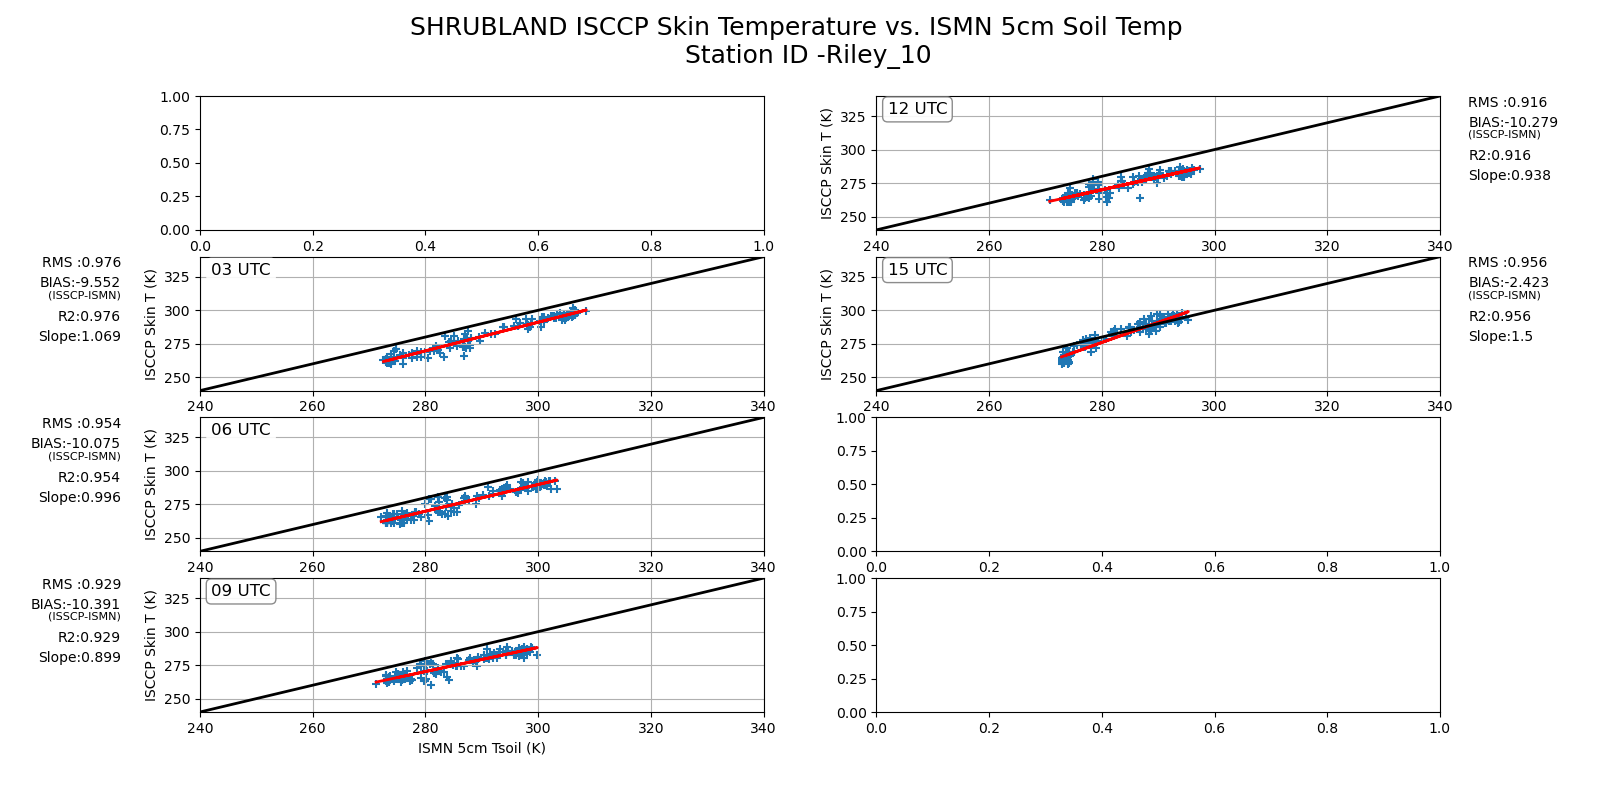 SHRUBLAND ISCCP Skin Temperature vs. ISMN 5cm Soil Temp
Station ID -Riley_10
1.00
0.75
0.50
0.25
0.00
0.0 0.2 0.4 0.6 0.8 1.0
RMS :0.976
BIAS:-9.552
(ISSCP-ISMN)
R2:0.976
Slope:1.069
ISCCP Skin T (K)
03 UTC
325
300
275
250
240 260 280 300 320 340
RMS :0.954
BIAS:-10.075
(ISSCP-ISMN)
R2:0.954
Slope:0.996
ISCCP Skin T (K)
06 UTC
325
300
275
250
240 260 280 300 320 340
RMS :0.929
BIAS:-10.391
(ISSCP-ISMN)
R2:0.929
Slope:0.899
ISCCP Skin T (K)
09 UTC
325
300
275
250
240 260 280 300 320 340
ISMN 5cm Tsoil (K)
ISCCP Skin T (K)
12 UTC
325
300
275
250
240 260 280 300 320 340
RMS :0.916
BIAS:-10.279
(ISSCP-ISMN)
R2:0.916
Slope:0.938
ISCCP Skin T (K)
15 UTC
325
300
275
250
240 260 280 300 320 340
RMS :0.956
BIAS:-2.423
(ISSCP-ISMN)
R2:0.956
Slope:1.5
1.00
0.75
0.50
0.25
0.00
0.0 0.2 0.4 0.6 0.8 1.0
1.00
0.75
0.50
0.25
0.00
0.0 0.2 0.4 0.6 0.8 1.0